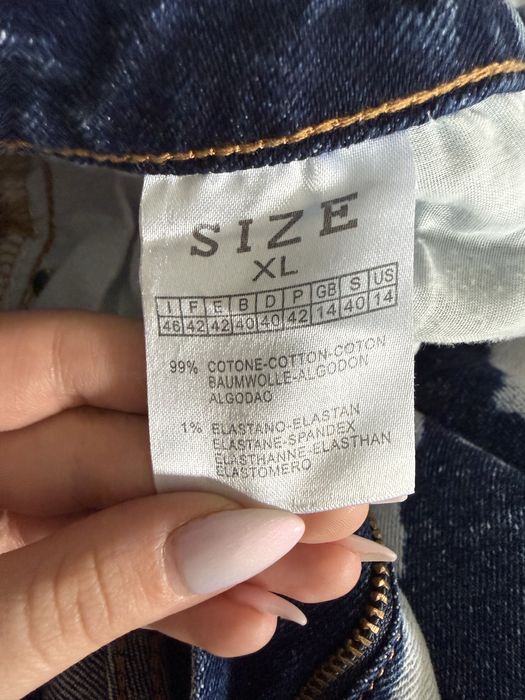 SIZE
XL
I F E B D P GB S US
46 42 42 40 40 42 14 40 14
99% COTONE-COTTON-COTON
BAUMWOLLE-ALGODON
ALGODAO
1% ELASTANO-ELASTAN
ELASTANE-SPANDEX
ELASTHANNE-ELASTHAN
ELASTOMERO